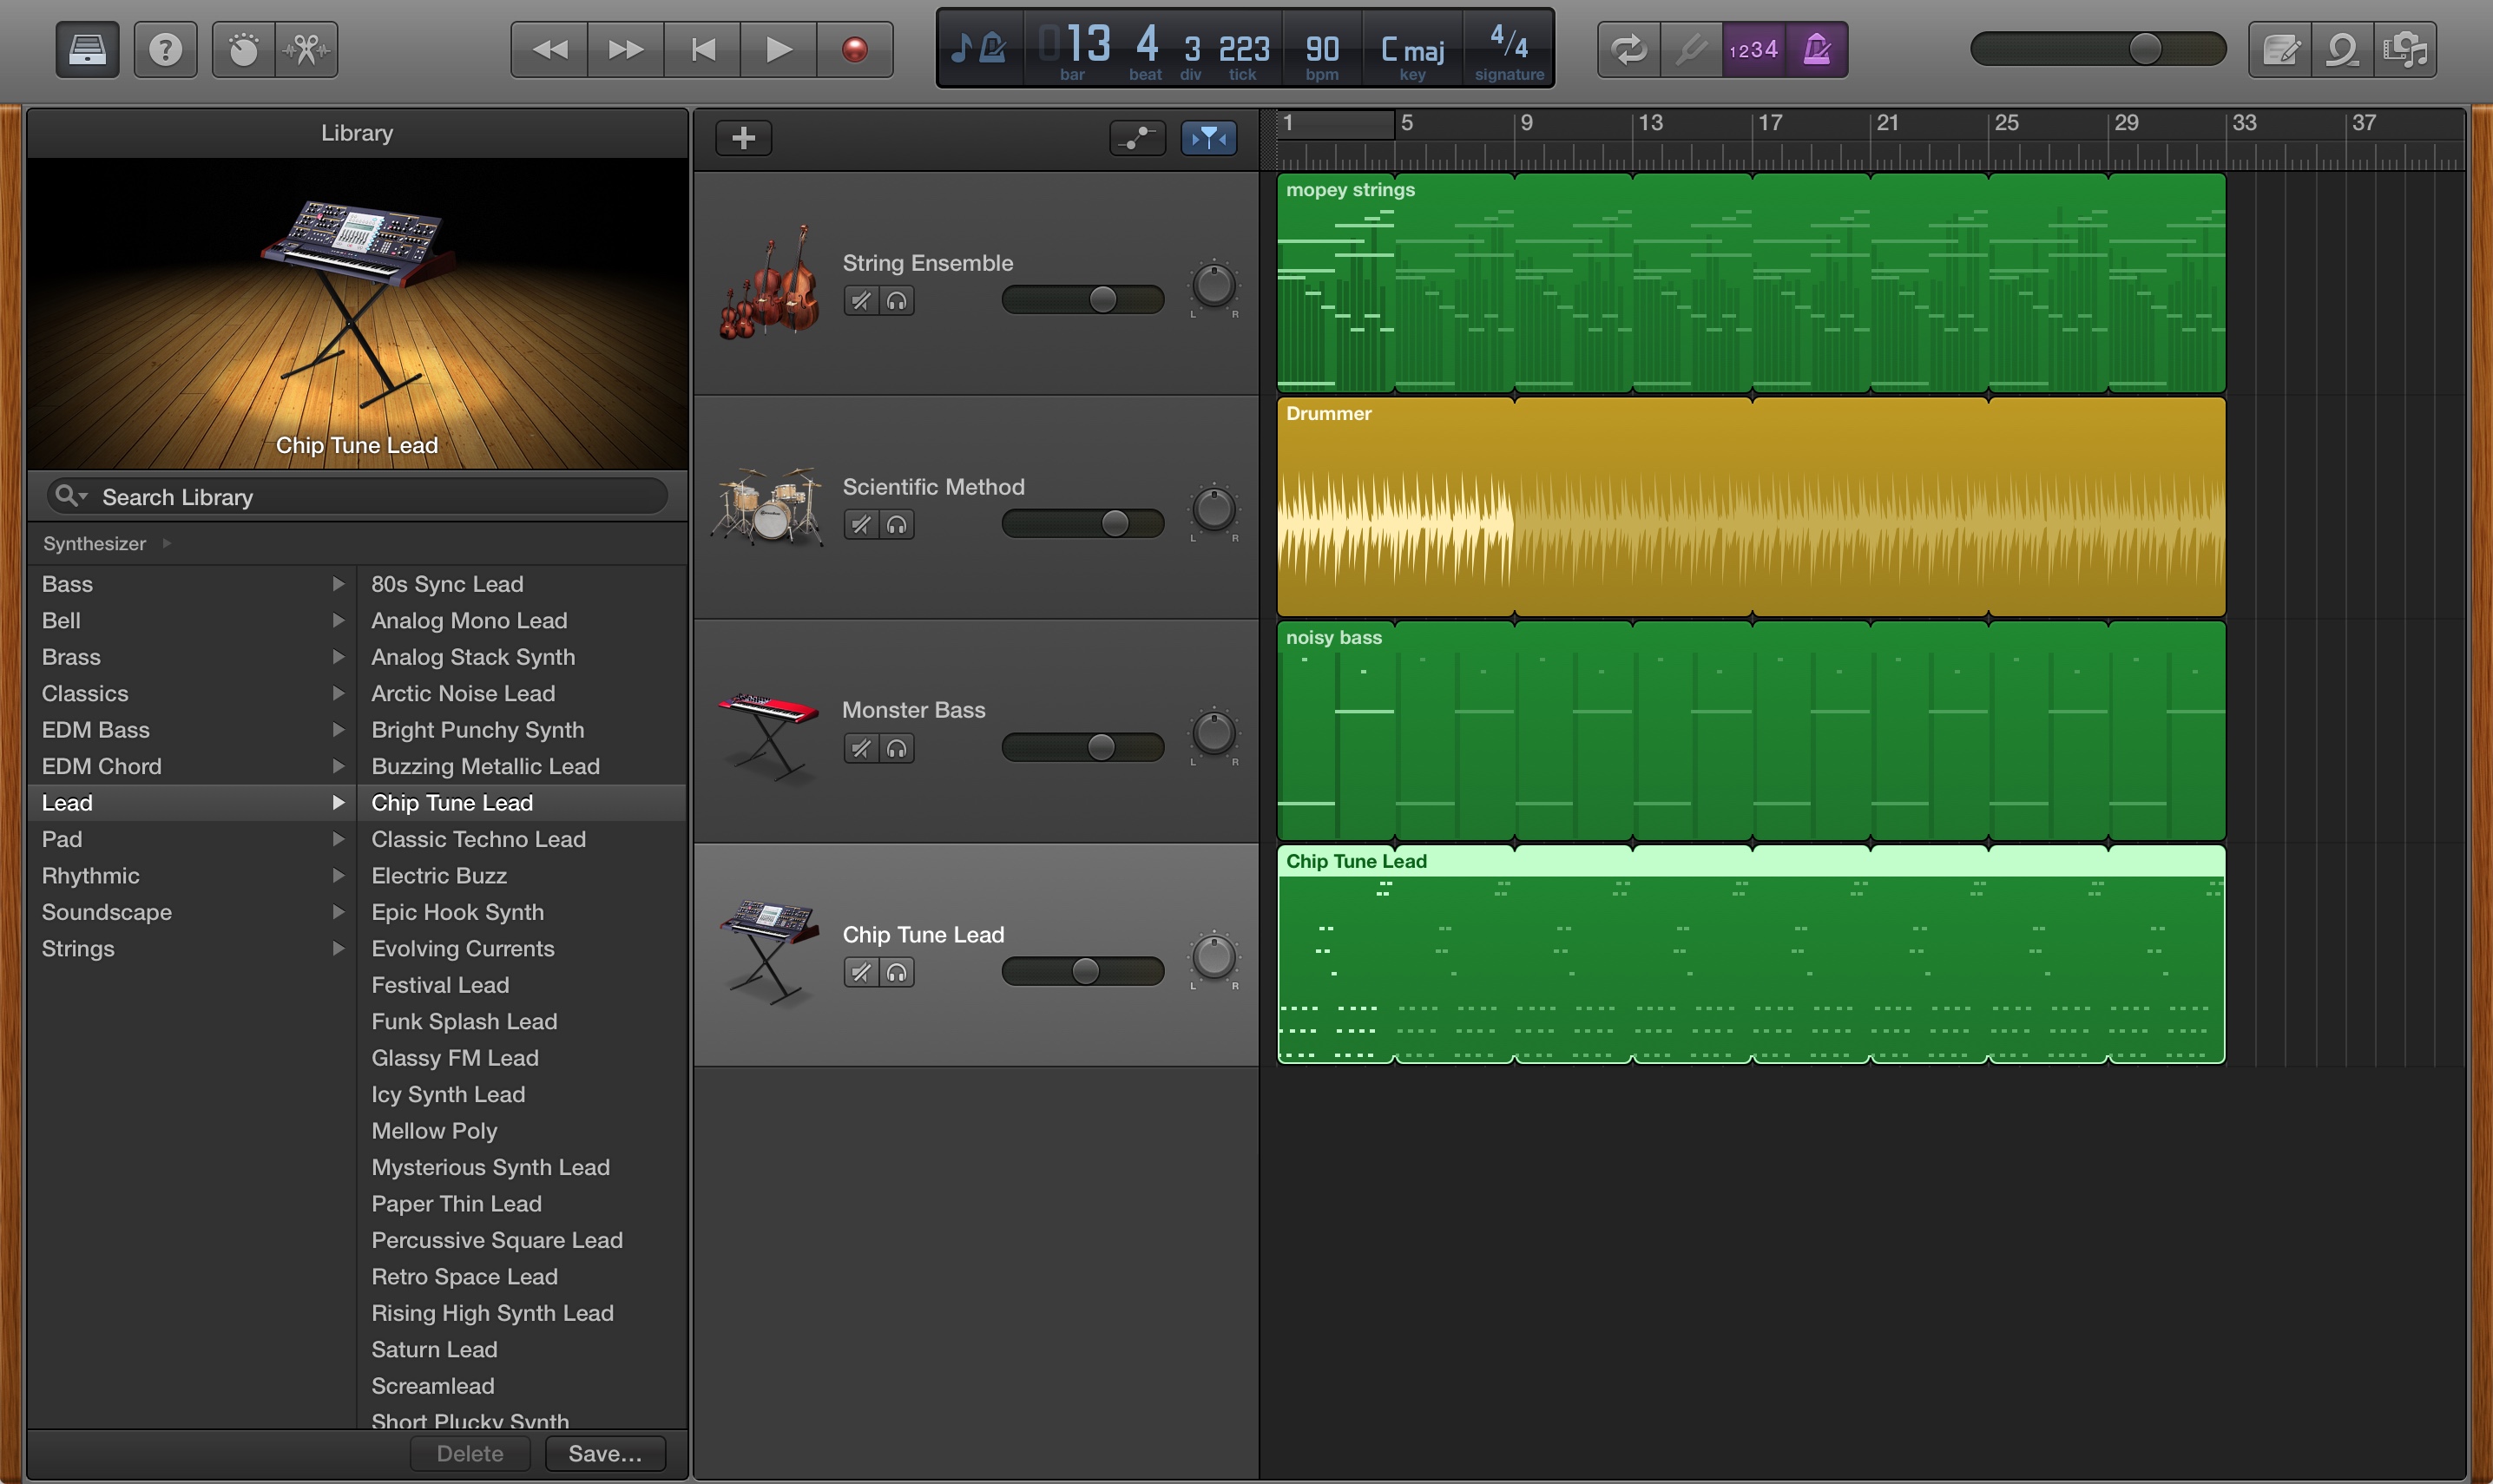 13 4 3 223 90 C maj 4/4
bar beat div tick bpm key signature
1234
Library
Chip Tune Lead
Search Library
Synthesizer
Bass
Bell
Brass
Classics
EDM Bass
EDM Chord
Lead
Pad
Rhythmic
Soundscape
Strings
80s Sync Lead
Analog Mono Lead
Analog Stack Synth
Arctic Noise Lead
Bright Punchy Synth
Buzzing Metallic Lead
Chip Tune Lead
Classic Techno Lead
Electric Buzz
Epic Hook Synth
Evolving Currents
Festival Lead
Funk Splash Lead
Glassy FM Lead
Icy Synth Lead
Mellow Poly
Mysterious Synth Lead
Paper Thin Lead
Percussive Square Lead
Retro Space Lead
Rising High Synth Lead
Saturn Lead
Screamlead
Short Plucky Synth
Delete Save...
String Ensemble
L R
Scientific Method
L R
Monster Bass
L R
Chip Tune Lead
L R
1 5 9 13 17 21 25 29 33 37
mopey strings
Drummer
noisy bass
Chip Tune Lead